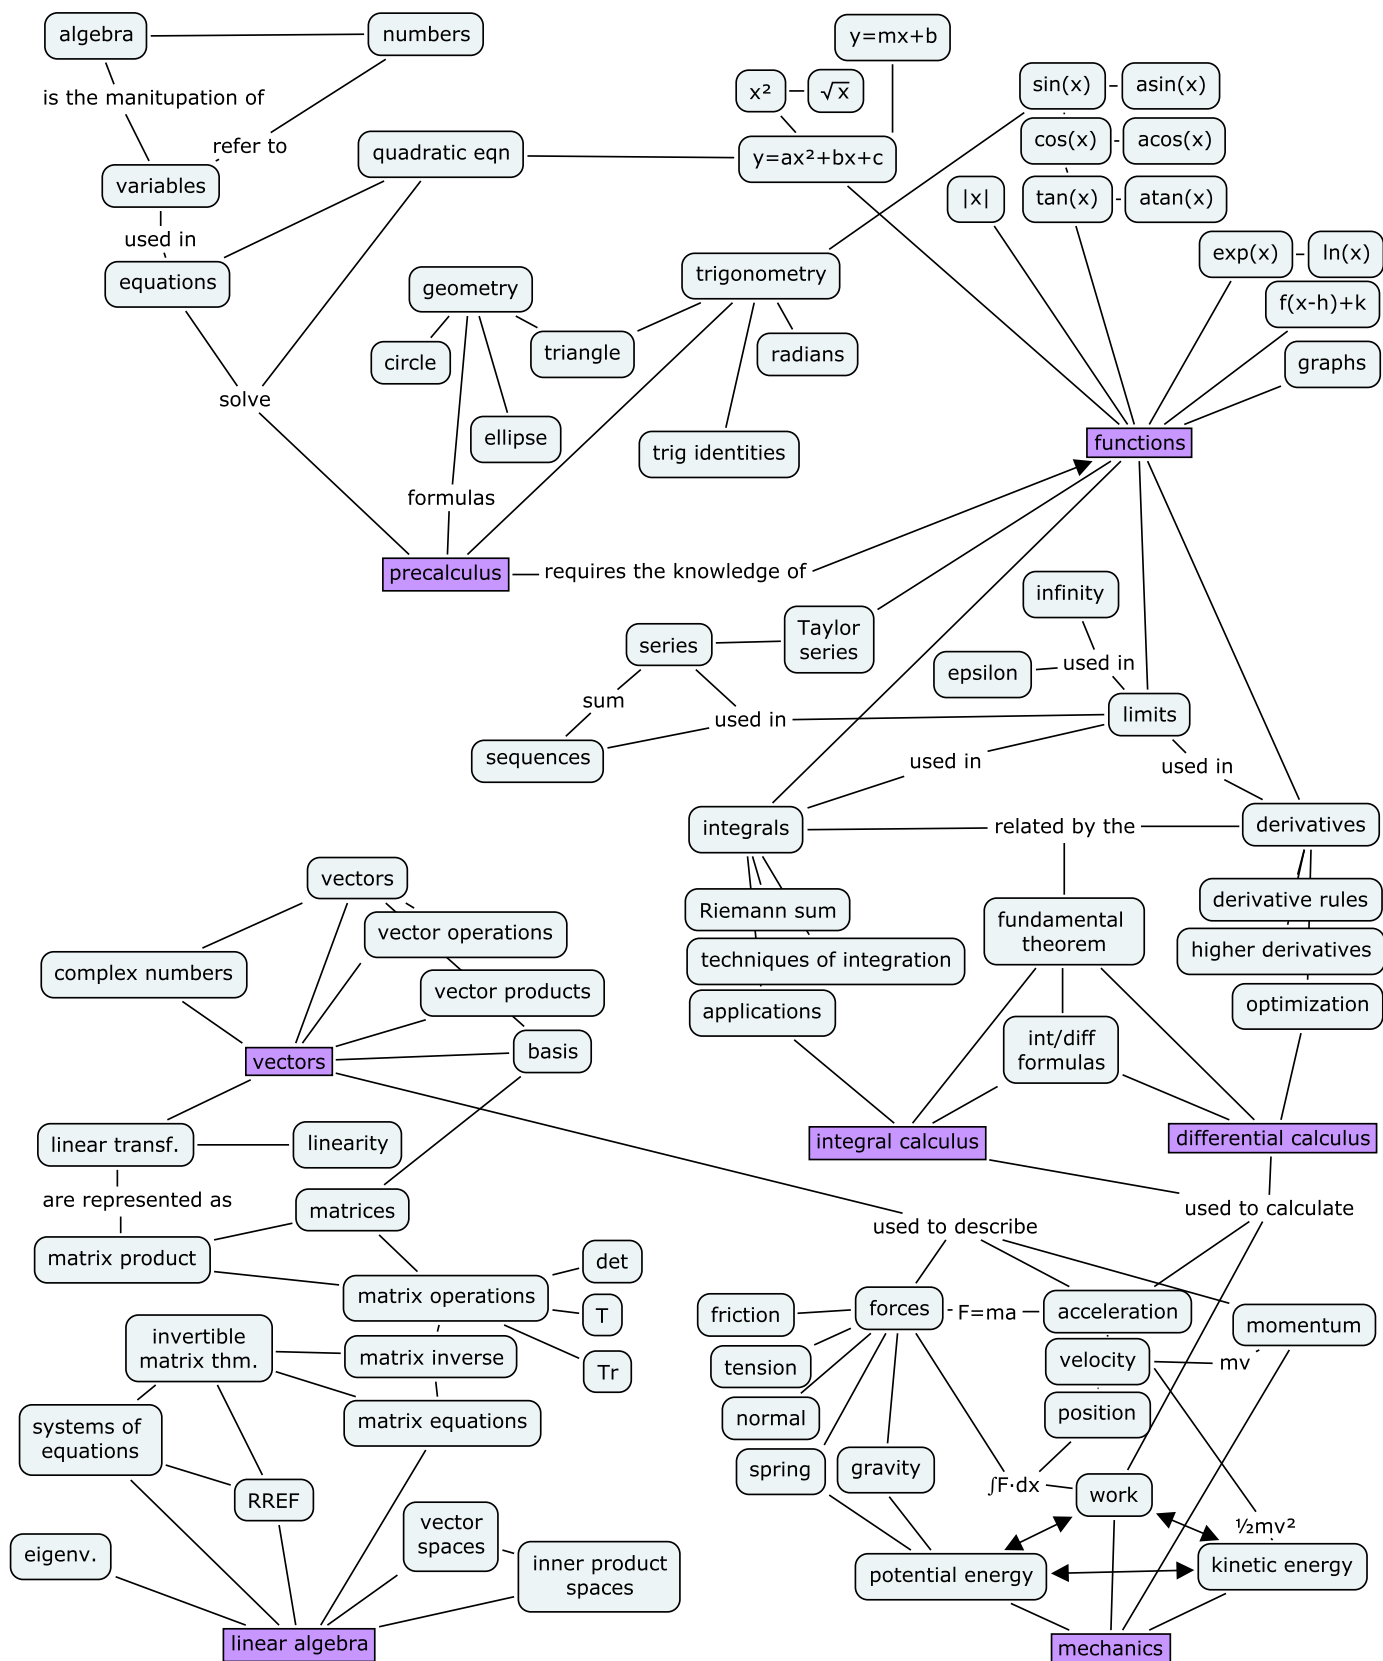 algebra
numbers
y=mx+b
x²
√x
sin(x)
asin(x)
is the manitupation of
refer to
quadratic eqn
y=ax²+bx+c
cos(x)
acos(x)
variables
|x|
tan(x)
atan(x)
used in
equations
geometry
trigonometry
exp(x)
ln(x)
f(x-h)+k
circle
triangle
radians
graphs
solve
ellipse
trig identities
functions
formulas
precalculus
requires the knowledge of
infinity
series
Taylor
series
epsilon
used in
sum
used in
limits
sequences
used in
used in
integrals
related by the
derivatives
vectors
Riemann sum
fundamental
theorem
derivative rules
vector operations
techniques of integration
higher derivatives
complex numbers
vector products
applications
optimization
vectors
basis
int/diff
formulas
linear transf.
linearity
integral calculus
differential calculus
are represented as
matrices
used to describe
used to calculate
matrix product
det
matrix operations
T
friction
forces
F=ma
acceleration
momentum
invertible
matrix thm.
matrix inverse
Tr
tension
velocity
mv
systems of
equations
matrix equations
normal
position
RREF
spring
gravity
∫F·dx
work
vector
spaces
½mv²
eigenv.
inner product
spaces
potential energy
kinetic energy
linear algebra
mechanics